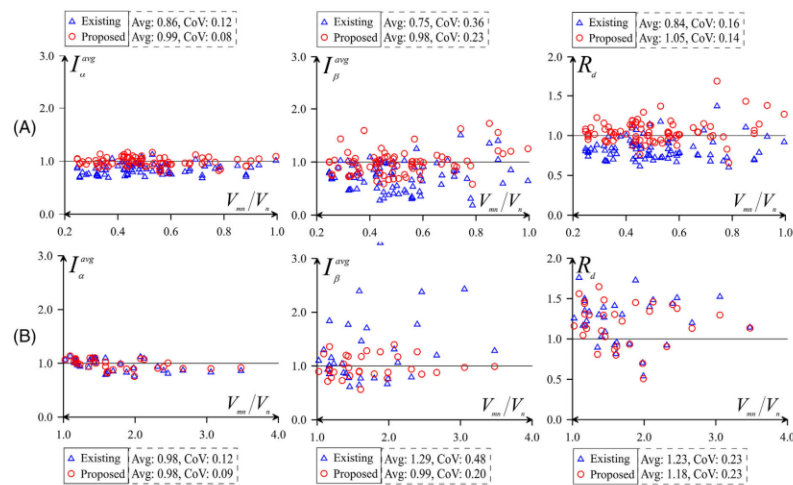 Existing Avg: 0.86, CoV: 0.12
Proposed Avg: 0.99, CoV: 0.08
Existing Avg: 0.75, CoV: 0.36
Proposed Avg: 0.98, CoV: 0.23
Existing Avg: 0.84, CoV: 0.16
Proposed Avg: 1.05, CoV: 0.14
(A)
3.0
2.0
1.0
0.0
I_α^avg
V_mn/V_n
0.2 0.4 0.6 0.8 1.0
3.0
2.0
1.0
0.0
I_β^avg
V_mn/V_n
0.2 0.4 0.6 0.8 1.0
2.0
1.5
1.0
0.5
0.0
R_d
V_mn/V_n
0.2 0.4 0.6 0.8 1.0
(B)
3.0
2.0
1.0
0.0
I_α^avg
V_mn/V_n
1.0 2.0 3.0 4.0
3.0
2.0
1.0
0.0
I_β^avg
V_mn/V_n
1.0 2.0 3.0 4.0
2.0
1.5
1.0
0.5
0.0
R_d
V_mn/V_n
1.0 2.0 3.0 4.0
Existing Avg: 0.98, CoV: 0.12
Proposed Avg: 0.98, CoV: 0.09
Existing Avg: 1.29, CoV: 0.48
Proposed Avg: 0.99, CoV: 0.20
Existing Avg: 1.23, CoV: 0.23
Proposed Avg: 1.18, CoV: 0.23